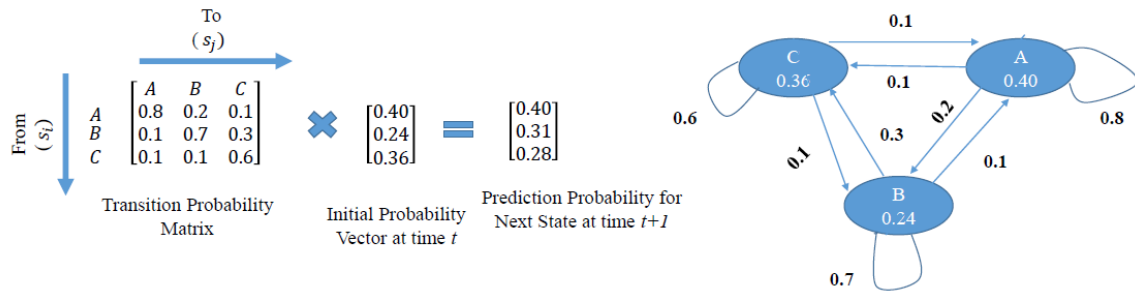 To
(s_j)
From
(s_i)
A B C
A 0.8 0.2 0.1
B 0.1 0.7 0.3
C 0.1 0.1 0.6
0.40
0.24
0.36
0.40
0.31
0.28
Transition Probability
Matrix
Initial Probability
Vector at time t
Prediction Probability for
Next State at time t+1
0.1
C
0.36
A
0.40
0.1
0.6
0.8
0.2
0.3
0.1
0.1
B
0.24
0.7